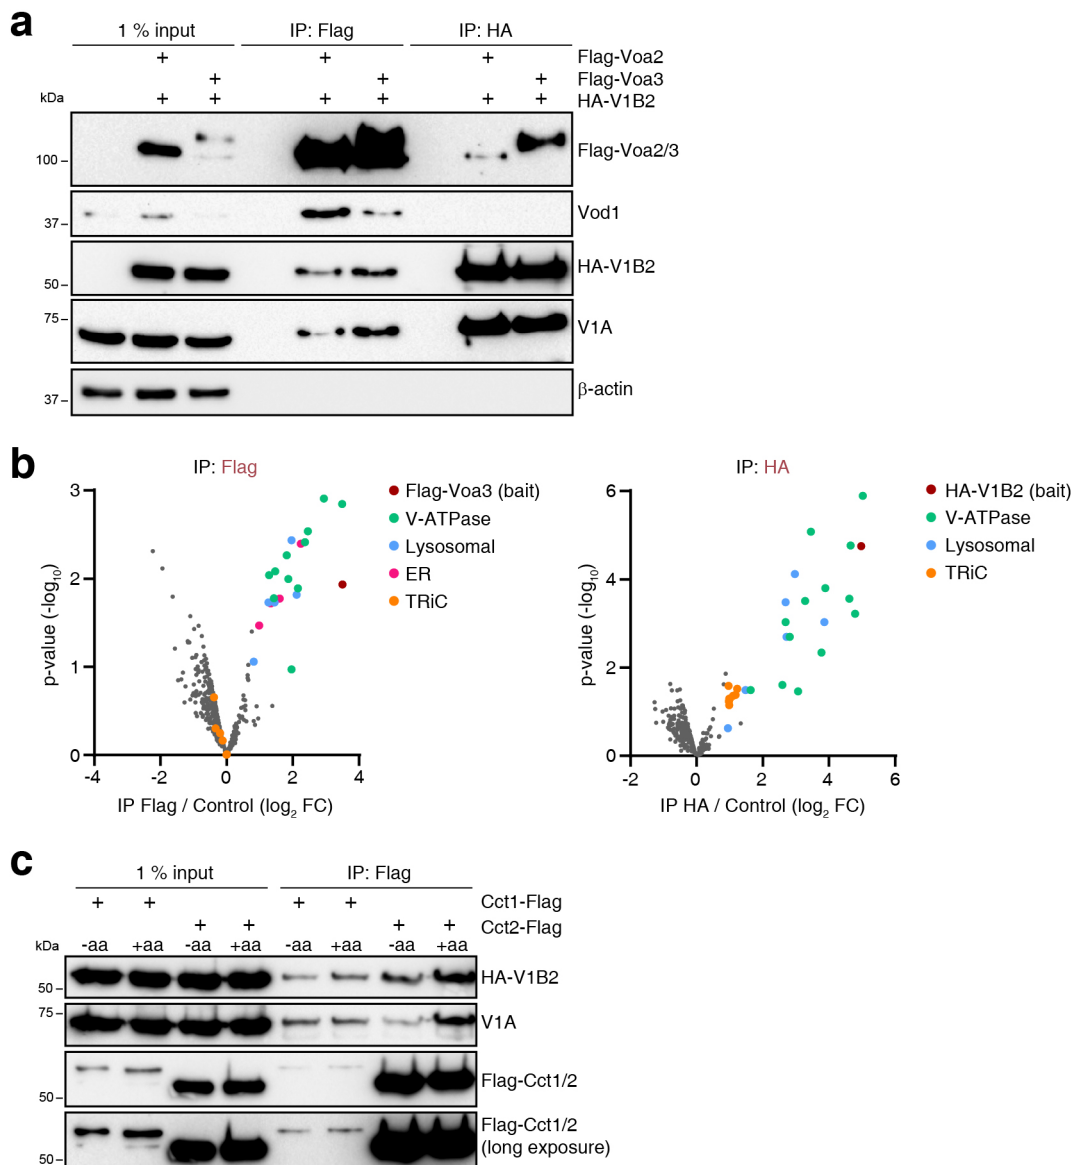 a
1 % input IP: Flag IP: HA
+ + + Flag-Voa2
+ + + Flag-Voa3
kDa + + + + + + HA-V1B2
100 Flag-Voa2/3
37 Vod1
50 HA-V1B2
75 V1A
37 β-actin
b
IP: Flag
3
2
1
0
-4 -2 0 2 4
p-value (-log10)
IP Flag / Control (log2 FC)
Flag-Voa3 (bait)
V-ATPase
Lysosomal
ER
TRiC
IP: HA
6
4
2
0
-2 0 2 4 6
p-value (-log10)
IP HA / Control (log2 FC)
HA-V1B2 (bait)
V-ATPase
Lysosomal
TRiC
c
1 % input IP: Flag
+ + + + Cct1-Flag
+ + + + Cct2-Flag
kDa -aa +aa -aa +aa -aa +aa -aa +aa
50 HA-V1B2
75 V1A
50 Flag-Cct1/2
50 Flag-Cct1/2
(long exposure)